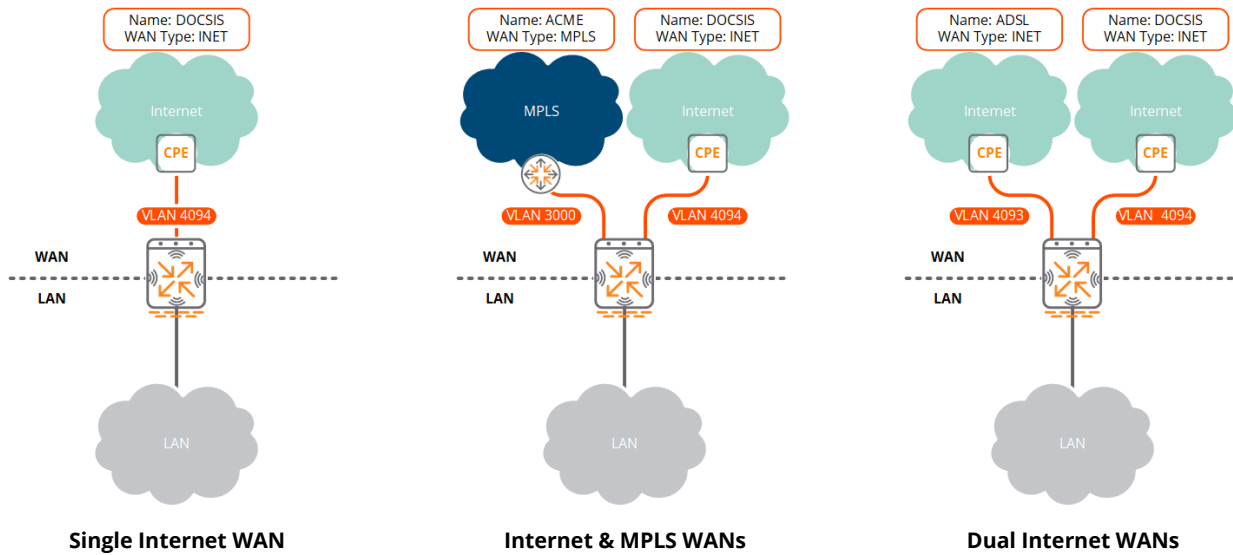 Name: DOCSIS
WAN Type: INET
Internet
CPE
VLAN 4094
WAN
LAN
LAN
Single Internet WAN
Name: ACME
WAN Type: MPLS
Name: DOCSIS
WAN Type: INET
MPLS
Internet
CPE
VLAN 3000
VLAN 4094
WAN
LAN
LAN
Internet & MPLS WANs
Name: ADSL
WAN Type: INET
Name: DOCSIS
WAN Type: INET
Internet
Internet
CPE
CPE
VLAN 4093
VLAN 4094
WAN
LAN
LAN
Dual Internet WANs